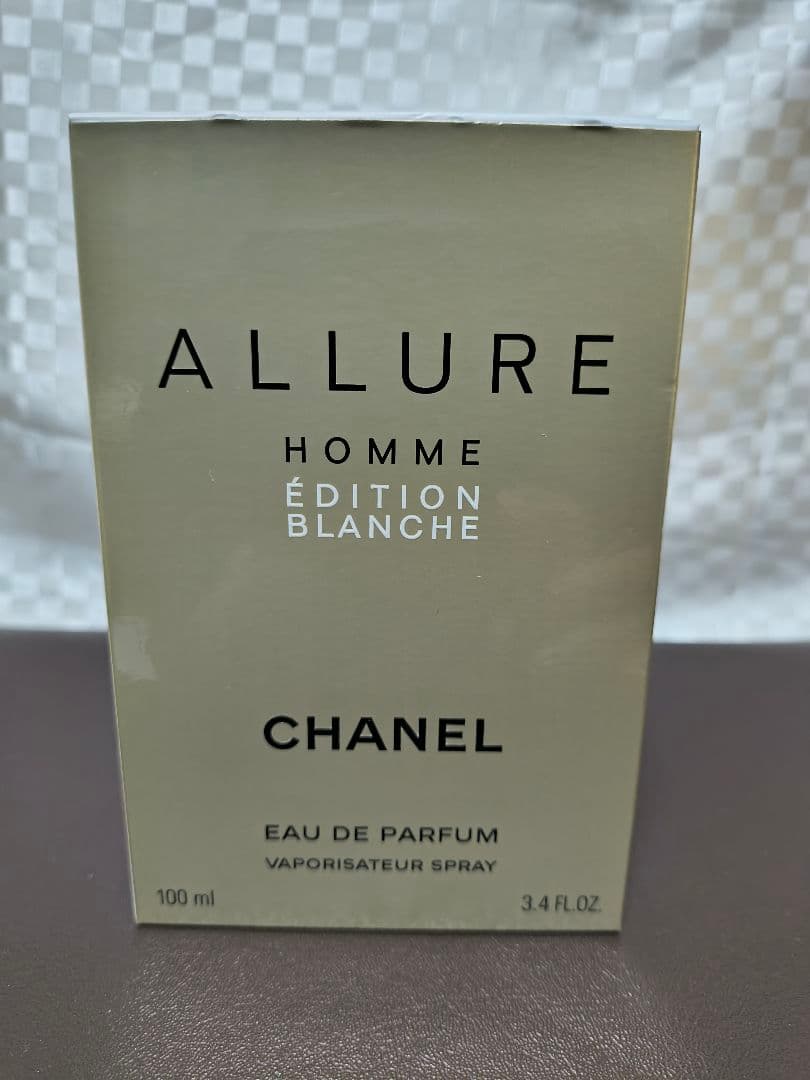 ALLURE
HOMME
ÉDITION
BLANCHE
CHANEL
EAU DE PARFUM
VAPORISATEUR SPRAY
100 ml
3.4 FL.OZ.